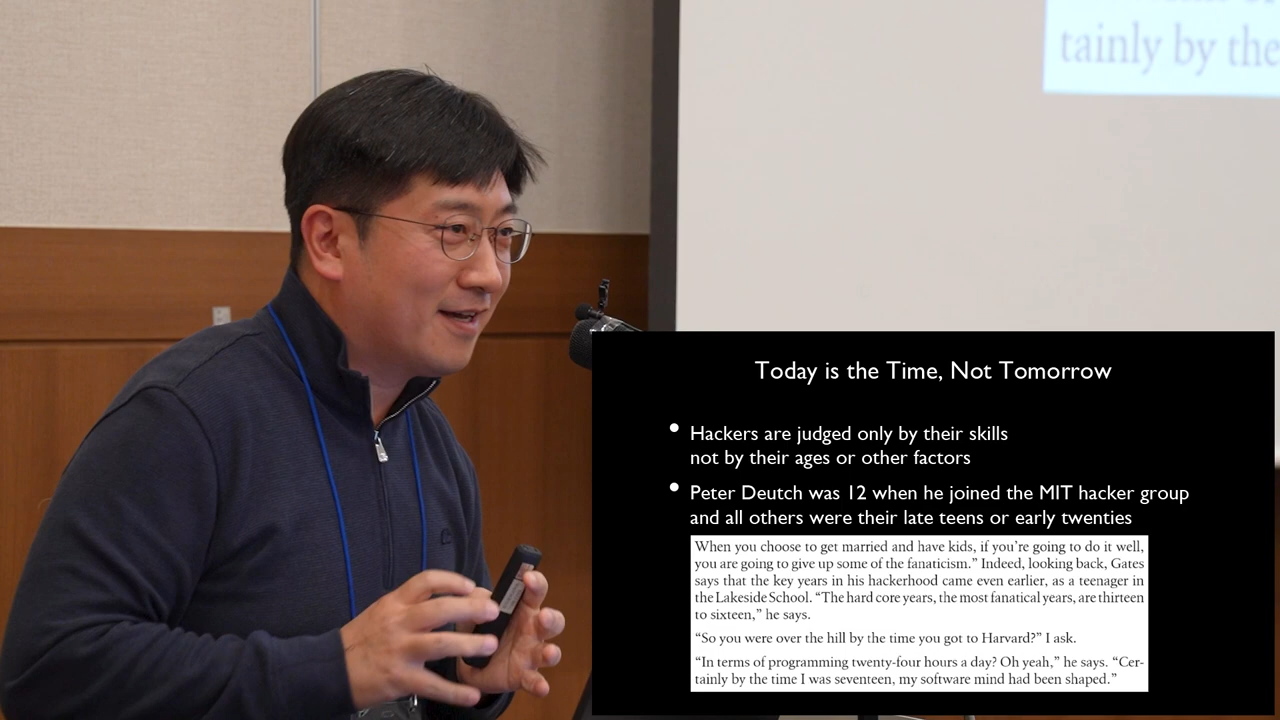 tainly by the
Today is the Time, Not Tomorrow
• Hackers are judged only by their skills
not by their ages or other factors
• Peter Deutch was 12 when he joined the MIT hacker group
and all others were their late teens or early twenties
When you choose to get married and have kids, if you’re going to do it well,
you are going to give up some of the fanaticism.” Indeed, looking back, Gates
says that the key years in his hackerhood came even earlier, as a teenager in
the Lakeside School. “The hard core years, the most fanatical years, are thirteen
to sixteen,” he says.
“So you were over the hill by the time you got to Harvard?” I ask.
“In terms of programming twenty-four hours a day? Oh yeah,” he says. “Cer-
tainly by the time I was seventeen, my software mind had been shaped.”